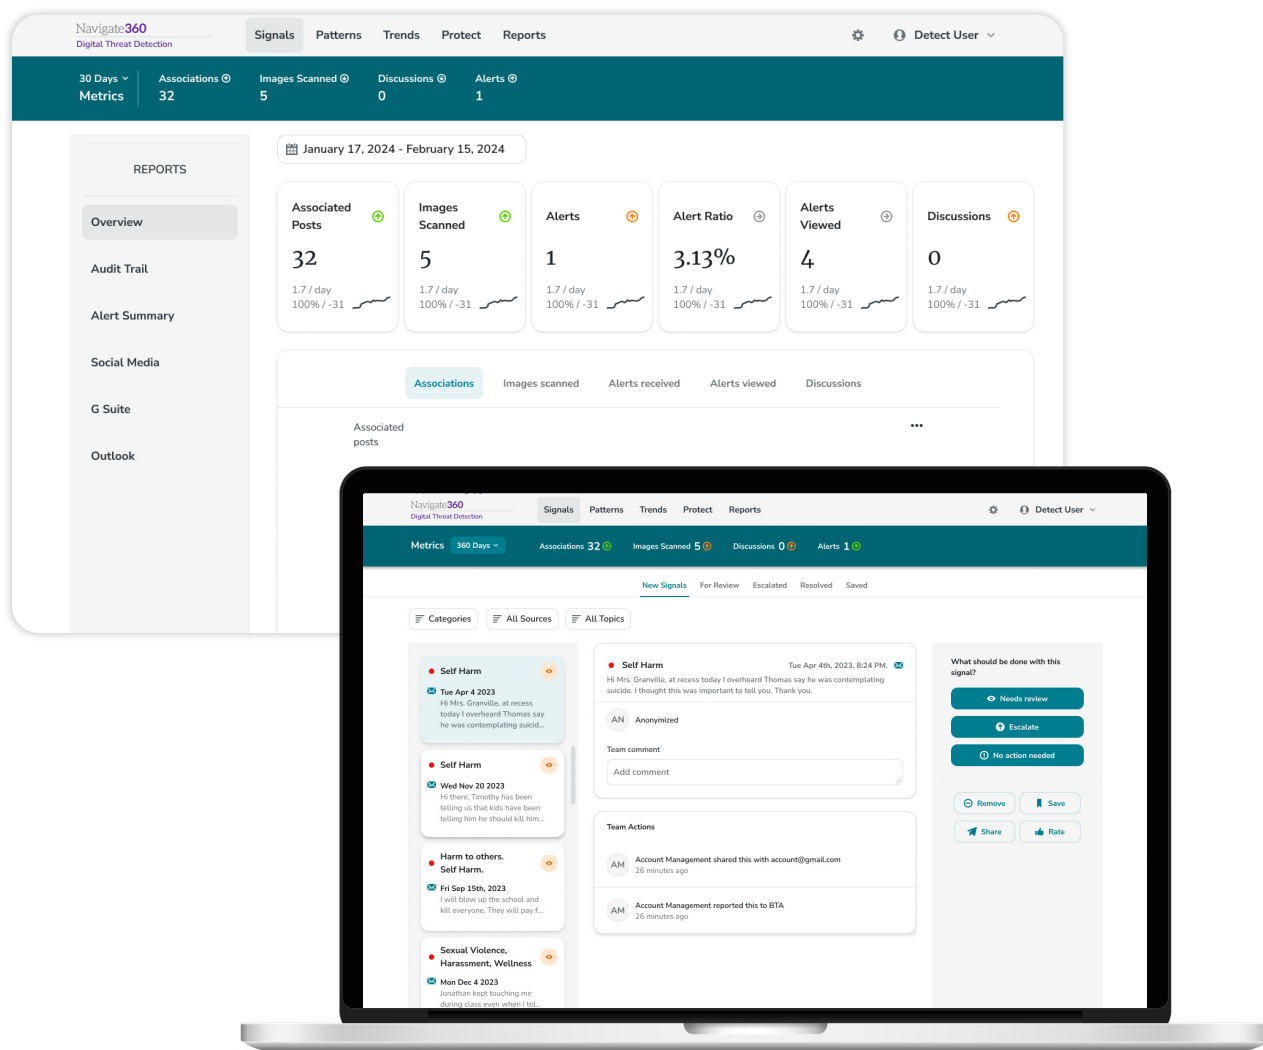 Navigate360
Digital Threat Detection
Signals Patterns Trends Protect Reports
Detect User
30 Days Associations Images Scanned Discussions Alerts
Metrics 32 5 0 1
REPORTS
Overview
Audit Trail
Alert Summary
Social Media
G Suite
Outlook
January 17, 2024 - February 15, 2024
Associated
Posts
32
1.7 / day
100% / -31
Images
Scanned
5
1.7 / day
100% / -31
Alerts
1
1.7 / day
100% / -31
Alert Ratio
3.13%
1.7 / day
100% / -31
Alerts
Viewed
4
1.7 / day
100% / -31
Discussions
0
1.7 / day
100% / -31
Associations Images scanned Alerts received Alerts viewed Discussions
Associated
posts
Navigate360
Digital Threat Detection
Signals Patterns Trends Protect Reports
Detect User
Metrics 360 Days Associations 32 Images Scanned 5 Discussions 0 Alerts 1
New Signals For Review Escalated Resolved Saved
Categories All Sources All Topics
Self Harm
Tue Apr 4 2023
Hi Mrs. Granville, at recess
today I overheard Thomas say
he was contemplating suicid...
Self Harm
Wed Nov 20 2023
Hi there, Timothy has been
telling us that kids have been
telling him he should kill him...
Harm to others.
Self Harm.
Fri Sep 15th, 2023
I will blow up the school and
kill everyone. They will pay f...
Sexual Violence,
Harassment, Wellness
Mon Dec 4 2023
Jonathan kept touching me
during class even when I tol...
Self Harm Tue Apr 4th, 2023. 8:24 PM.
Hi Mrs. Granville, at recess today I overheard Thomas say he was contemplating
suicide. I thought this was important to tell you. Thank you.
AN Anonymized
Team comment
Add comment
Team Actions
AM Account Management shared this with account@gmail.com
26 minutes ago
AM Account Management reported this to BTA
26 minutes ago
What should be done with this
signal?
Needs review
Escalate
No action needed
Remove Save
Share Rate